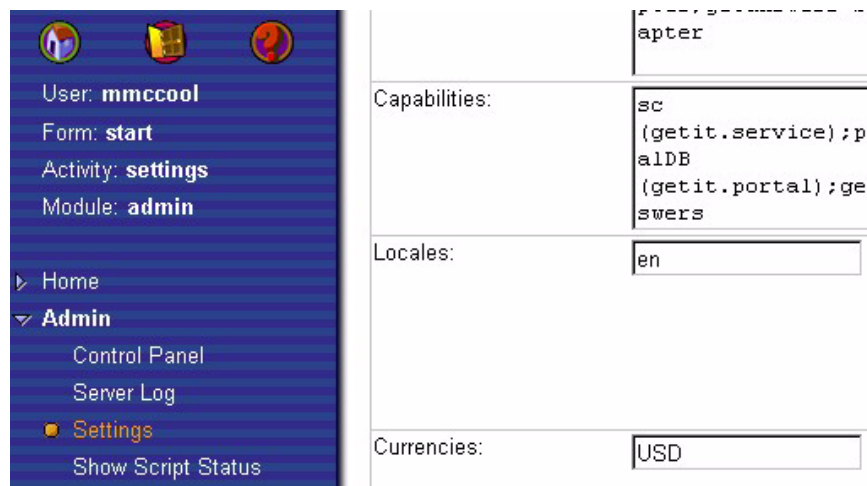 User: mmccool
Form: start
Activity: settings
Module: admin
Home
Admin
Control Panel
Server Log
Settings
Show Script Status
apter
Capabilities:
sc
(getit.service);p
alDB
(getit.portal);ge
swers
Locales:
en
Currencies:
USD